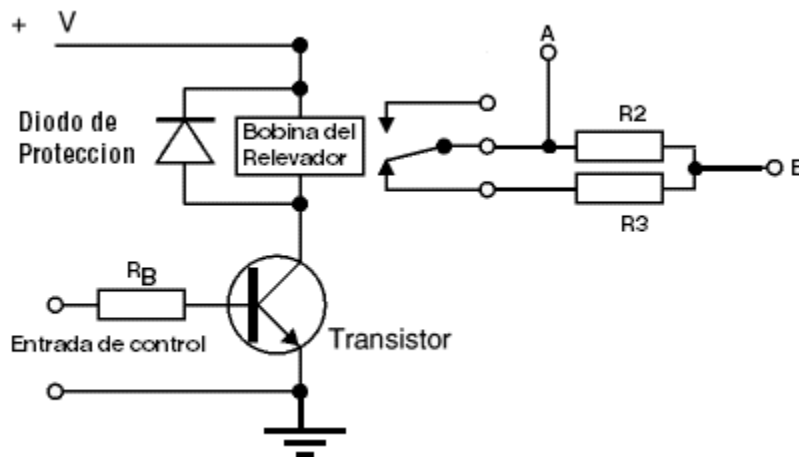 + V
A
Diodo de
Proteccion
Bobina del
Relevador
R2
R3
RB
Entrada de control
Transistor